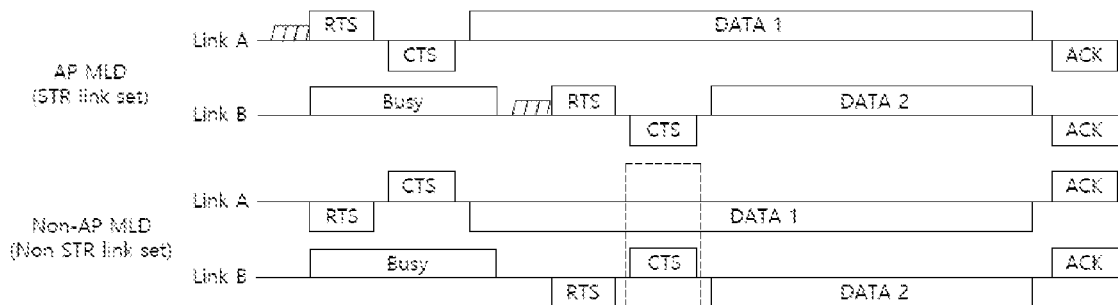 RTS
DATA 1
Link A
CTS
ACK
AP MLD
(STR link set)
Busy
RTS
DATA 2
Link B
CTS
ACK
CTS
ACK
Link A
RTS
DATA 1
Non-AP MLD
(Non STR link set)
Busy
CTS
ACK
Link B
RTS
DATA 2